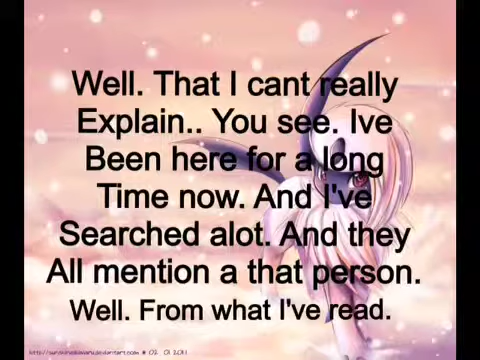 Well. That I cant really
Explain.. You see. Ive
Been here for a long
Time now. And I've
Searched alot. And they
All mention a that person.
Well. From what I've read.